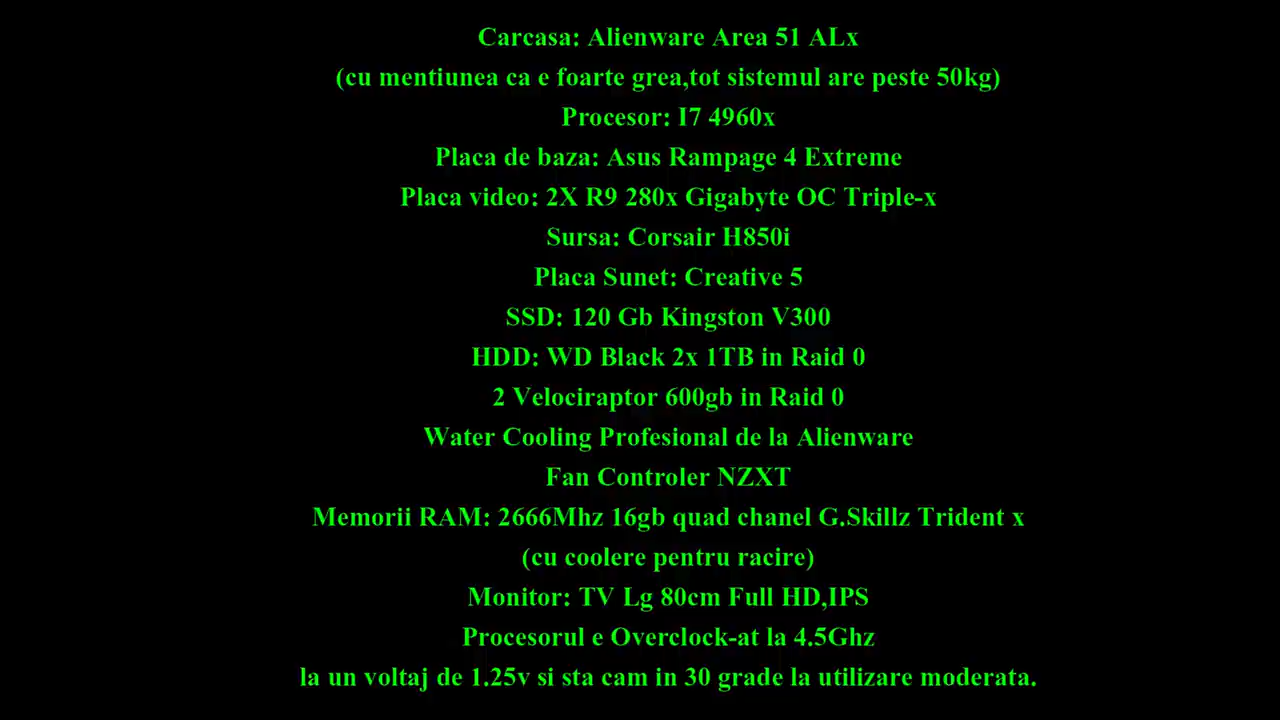 Carcasa: Alienware Area 51 ALx
(cu mentiunea ca e foarte grea,tot sistemul are peste 50kg)
Procesor: I7 4960x
Placa de baza: Asus Rampage 4 Extreme
Placa video: 2X R9 280x Gigabyte OC Triple-x
Sursa: Corsair H850i
Placa Sunet: Creative 5
SSD: 120 Gb Kingston V300
HDD: WD Black 2x 1TB in Raid 0
2 Velociraptor 600gb in Raid 0
Water Cooling Profesional de la Alienware
Fan Controler NZXT
Memorii RAM: 2666Mhz 16gb quad chanel G.Skillz Trident x
(cu coolere pentru racire)
Monitor: TV Lg 80cm Full HD,IPS
Procesorul e Overclock-at la 4.5Ghz
la un voltaj de 1.25v si sta cam in 30 grade la utilizare moderata.